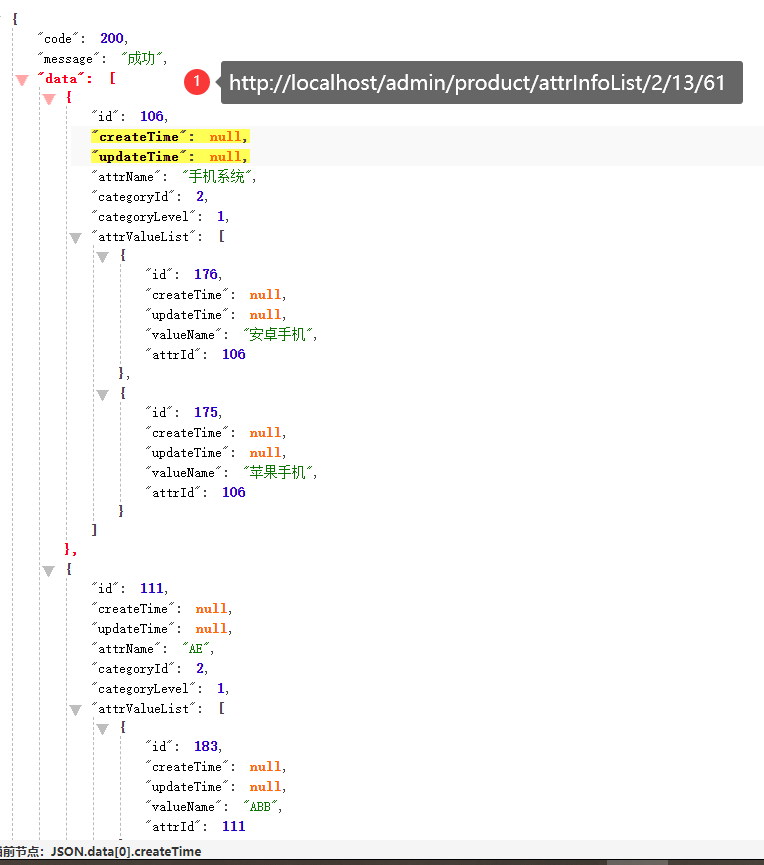 {
"code": 200,
"message": "成功",
"data": [
1
http://localhost/admin/product/attrInfoList/2/13/61
{
"id": 106,
"createTime": null,
"updateTime": null,
"attrName": "手机系统",
"categoryId": 2,
"categoryLevel": 1,
"attrValueList": [
{
"id": 176,
"createTime": null,
"updateTime": null,
"valueName": "安卓手机",
"attrId": 106
},
{
"id": 175,
"createTime": null,
"updateTime": null,
"valueName": "苹果手机",
"attrId": 106
}
]
},
{
"id": 111,
"createTime": null,
"updateTime": null,
"attrName": "AE",
"categoryId": 2,
"categoryLevel": 1,
"attrValueList": [
{
"id": 183,
"createTime": null,
"updateTime": null,
"valueName": "ABB",
"attrId": 111
前节点: JSON.data[0].createTime